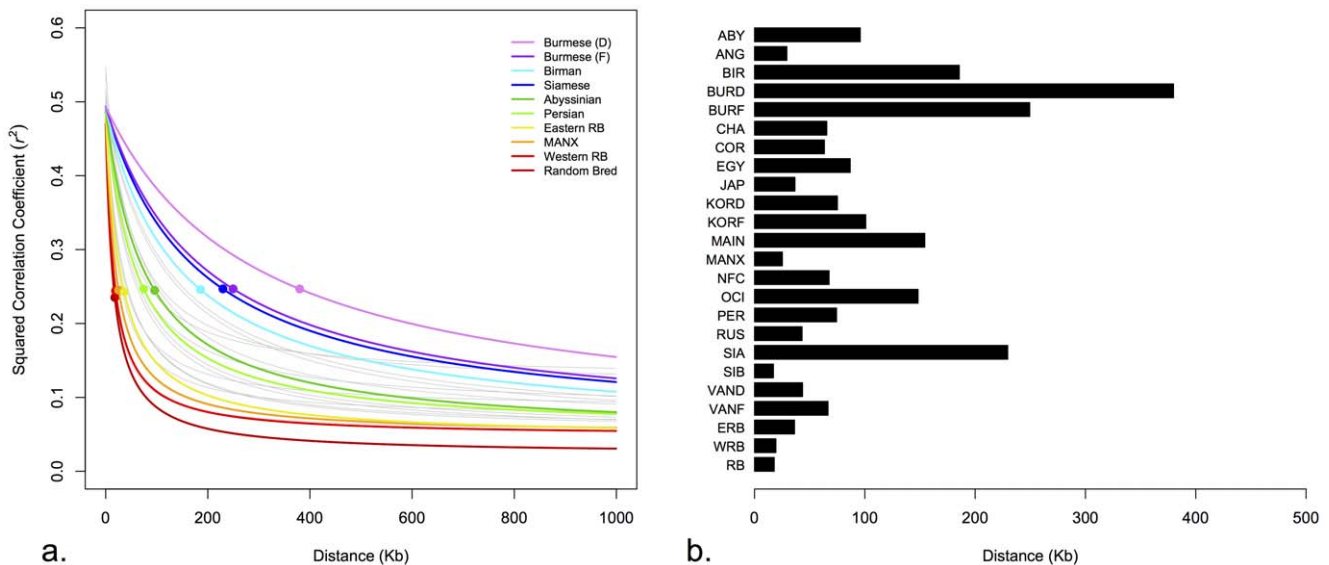 Squared Correlation Coefficient (r²)
0.6
0.5
0.4
0.3
0.2
0.1
0.0
Burmese (D)
Burmese (F)
Birman
Siamese
Abyssinian
Persian
Eastern RB
MANX
Western RB
Random Bred
0 200 400 600 800 1000
Distance (Kb)
a.
ABY
ANG
BIR
BURD
BURF
CHA
COR
EGY
JAP
KORD
KORF
MAIN
MANX
NFC
OCI
PER
RUS
SIA
SIB
VAND
VANF
ERB
WRB
RB
0 100 200 300 400 500
Distance (Kb)
b.